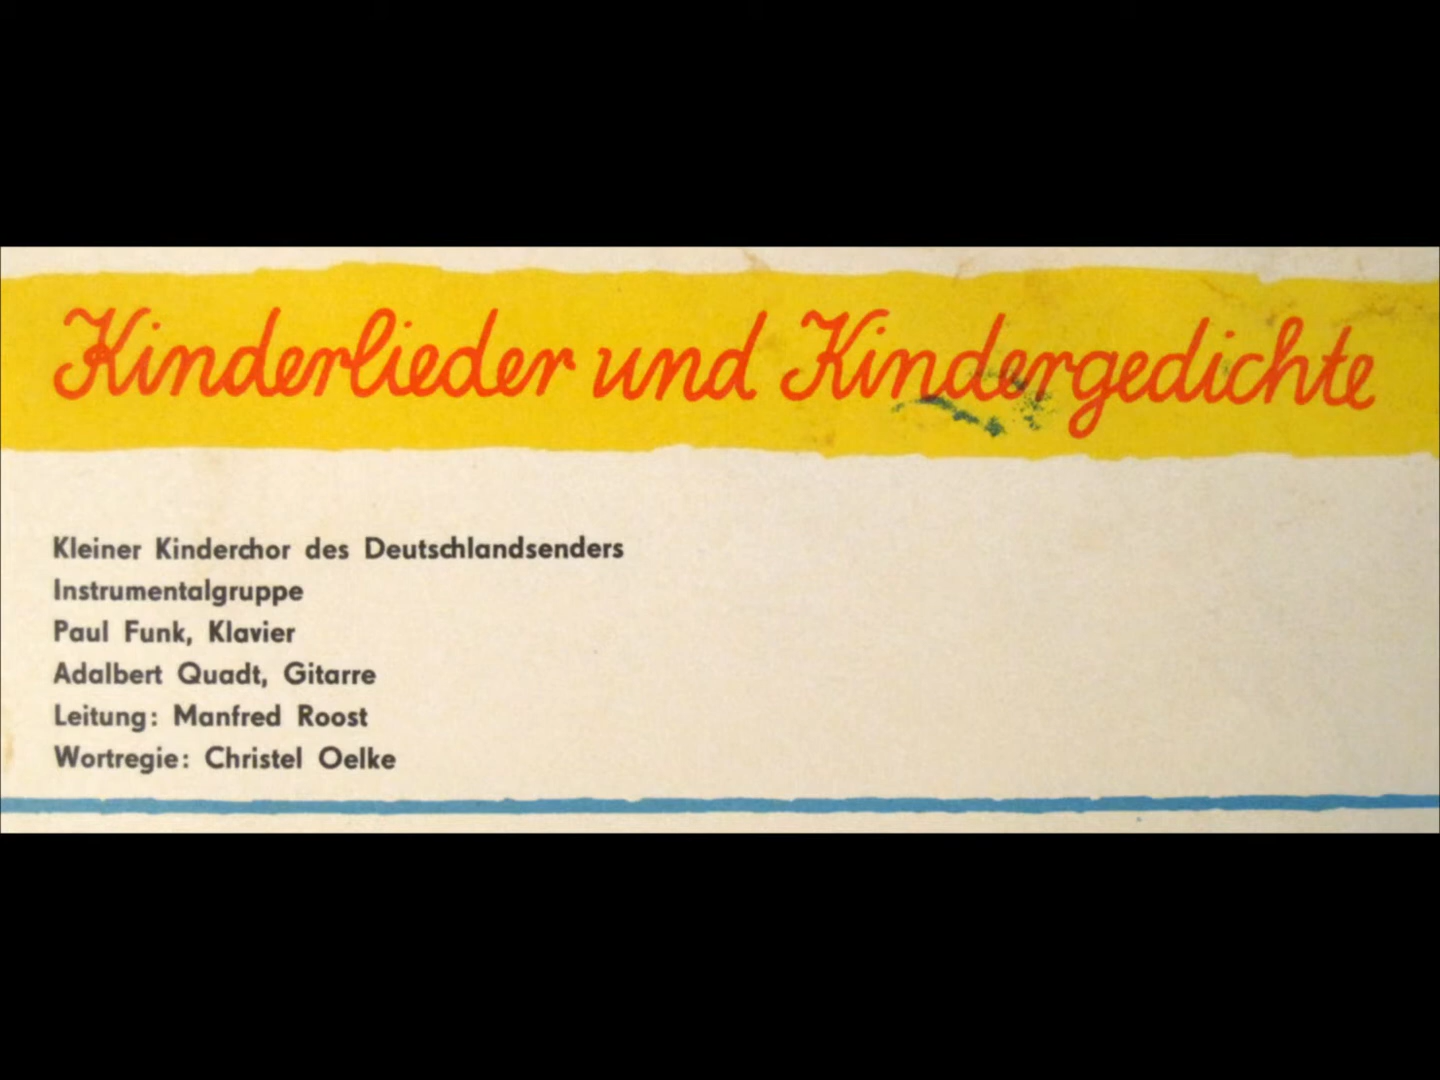 Kinderlieder und Kindergedichte
Kleiner Kinderchor des Deutschlandsenders
Instrumentalgruppe
Paul Funk, Klavier
Adalbert Quadt, Gitarre
Leitung: Manfred Roost
Wortregie: Christel Oelke